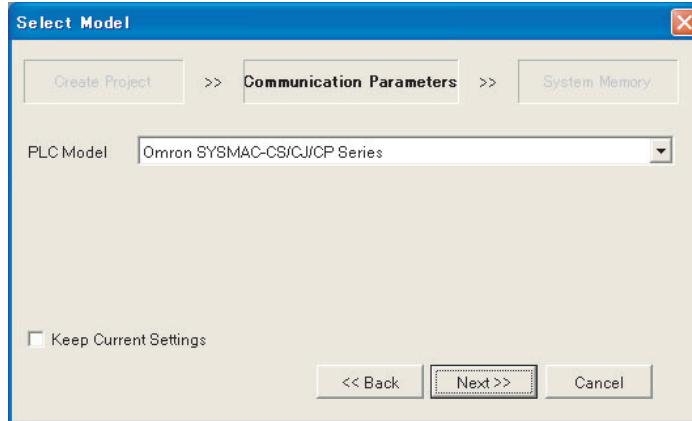 Select Model
Create Project >> Communication Parameters >> System Memory
PLC Model Omron SYSMAC-CS/CJ/CP Series
Keep Current Settings
<< Back Next >> Cancel